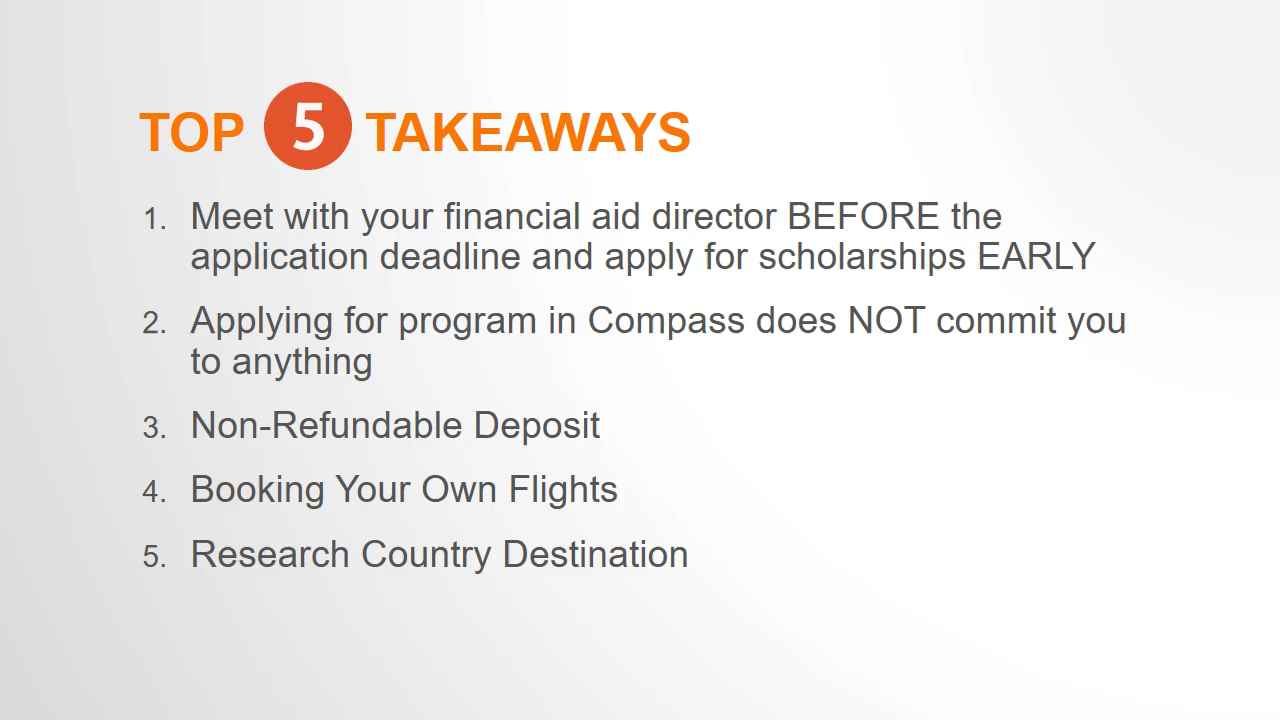 TOP 5 TAKEAWAYS
1. Meet with your financial aid director BEFORE the
application deadline and apply for scholarships EARLY
2. Applying for program in Compass does NOT commit you
to anything
3. Non-Refundable Deposit
4. Booking Your Own Flights
5. Research Country Destination